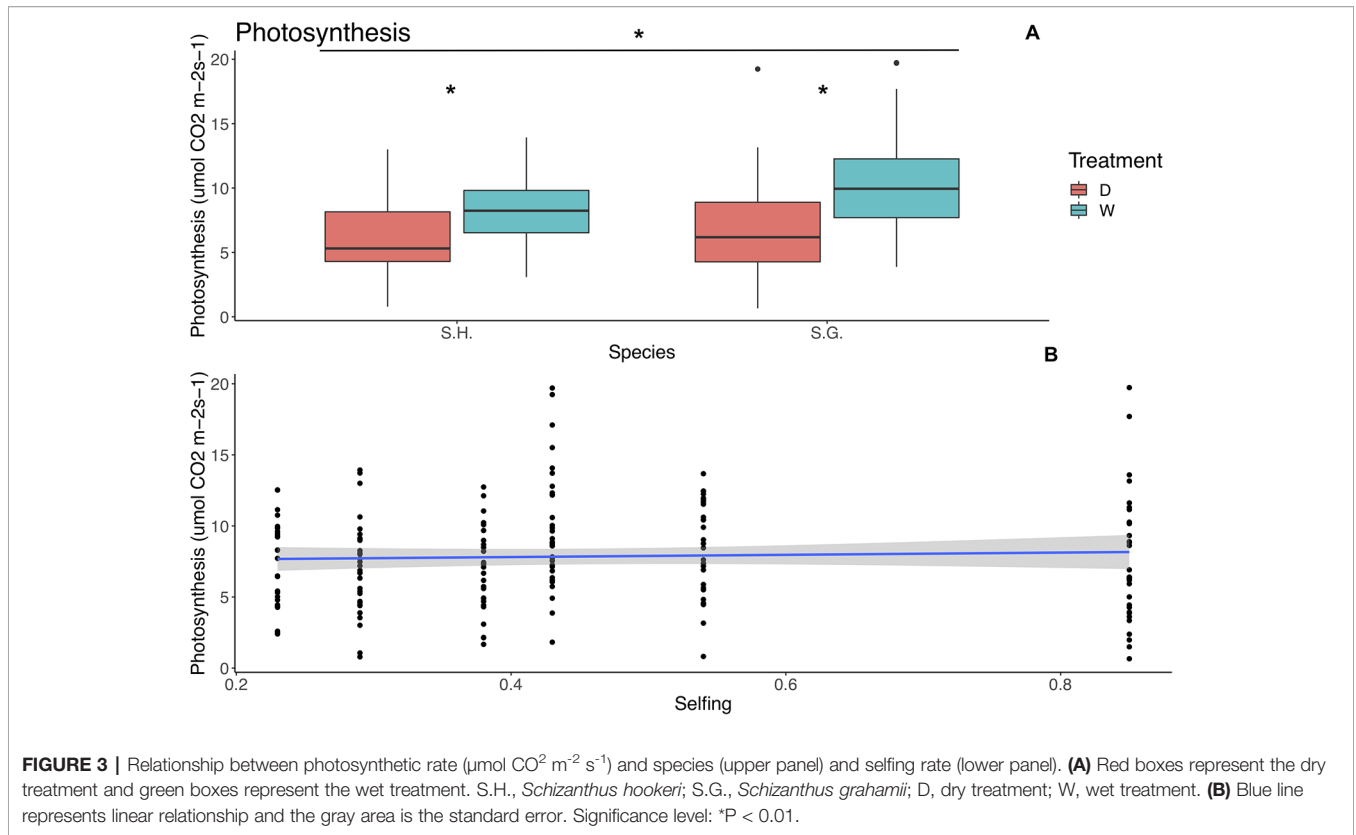 Photosynthesis
*
A
Photosynthesis (umol CO2 m−2s−1)
20
15
10
5
0
*
*
S.H.
S.G.
Species
Treatment
D
W
B
Photosynthesis (umol CO2 m−2s−1)
20
15
10
5
0
0.2
0.4
0.6
0.8
Selfing
FIGURE 3 | Relationship between photosynthetic rate (µmol CO² m⁻² s⁻¹) and species (upper panel) and selfing rate (lower panel). (A) Red boxes represent the dry
treatment and green boxes represent the wet treatment. S.H., Schizanthus hookeri; S.G., Schizanthus grahamii; D, dry treatment; W, wet treatment. (B) Blue line
represents linear relationship and the gray area is the standard error. Significance level: *P < 0.01.